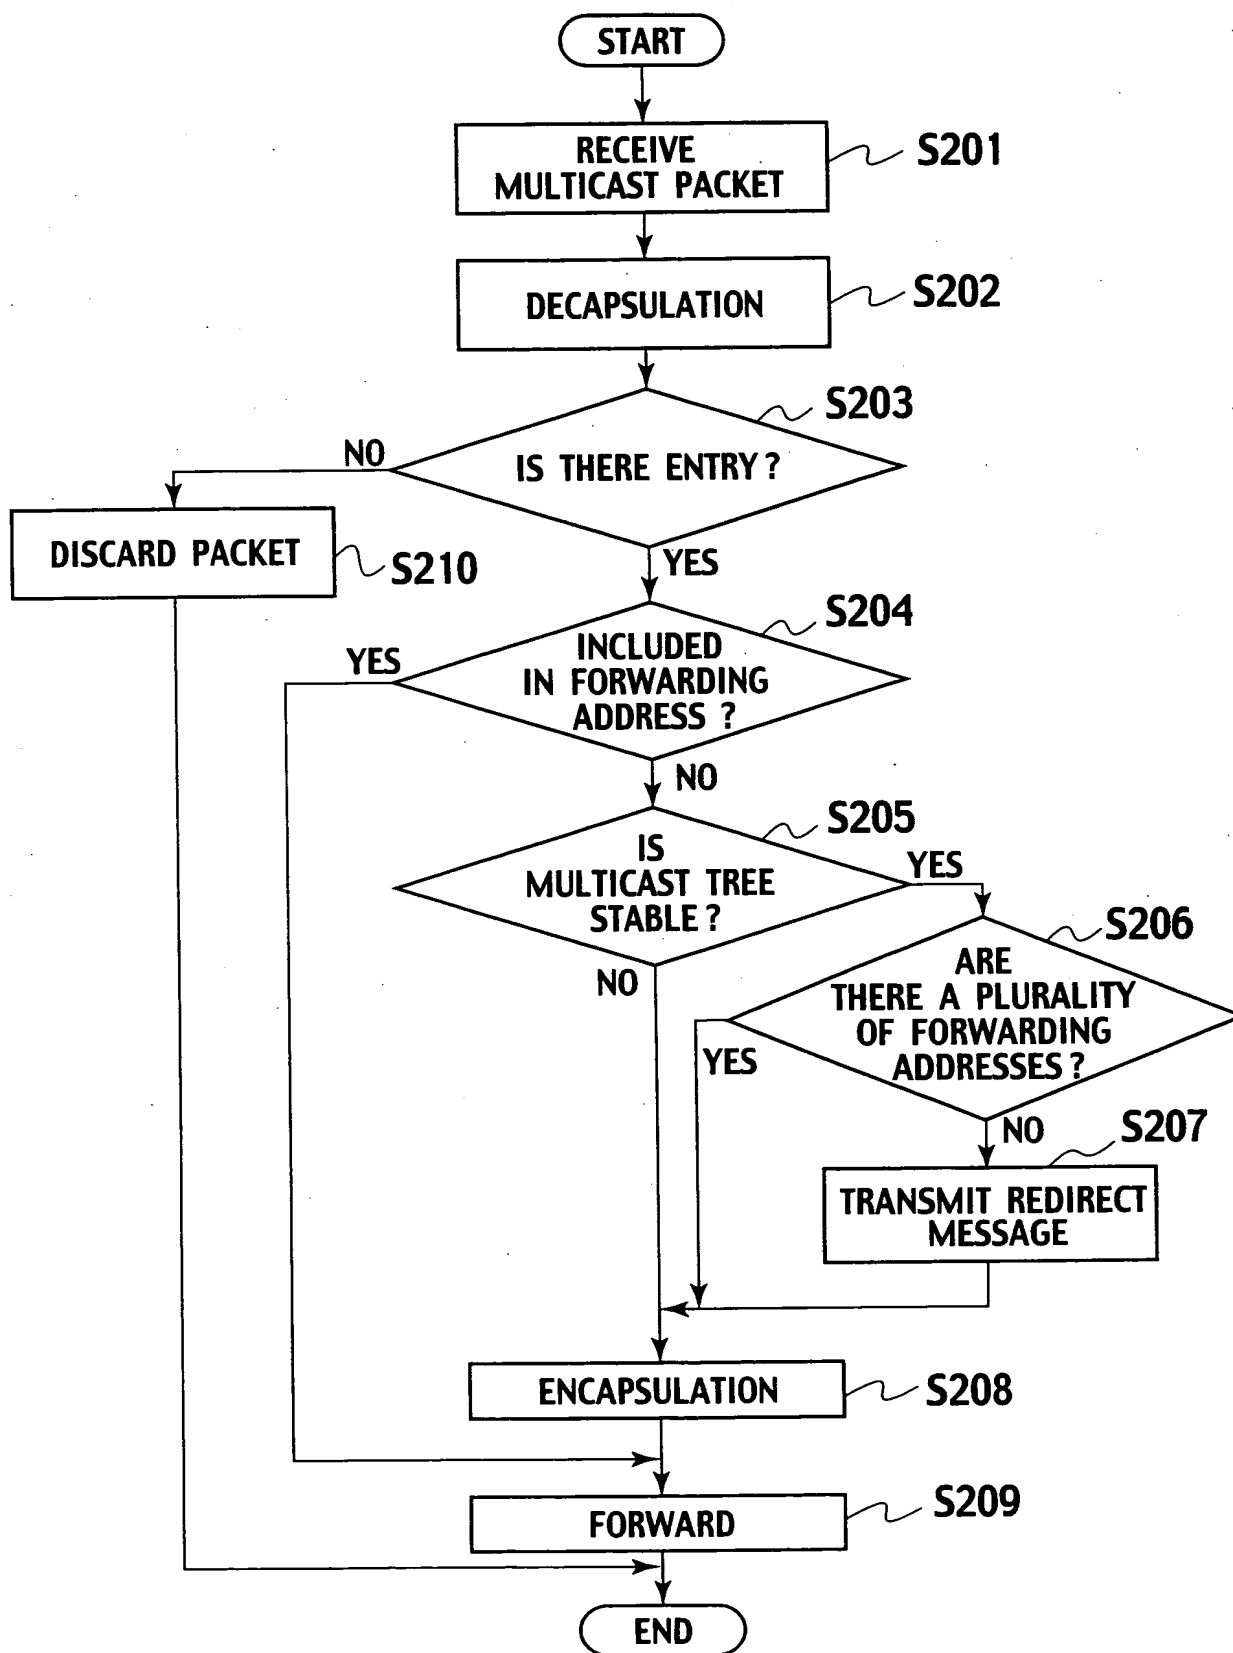 START
RECEIVE
MULTICAST PACKET
S201
DECAPSULATION
S202
S203
NO
IS THERE ENTRY ?
DISCARD PACKET
S210
YES
S204
YES
INCLUDED
IN FORWARDING
ADDRESS ?
NO
S205
IS
MULTICAST TREE
STABLE ?
YES
S206
NO
ARE
THERE A PLURALITY
OF FORWARDING
ADDRESSES ?
YES
NO
S207
TRANSMIT REDIRECT
MESSAGE
ENCAPSULATION
S208
FORWARD
S209
END